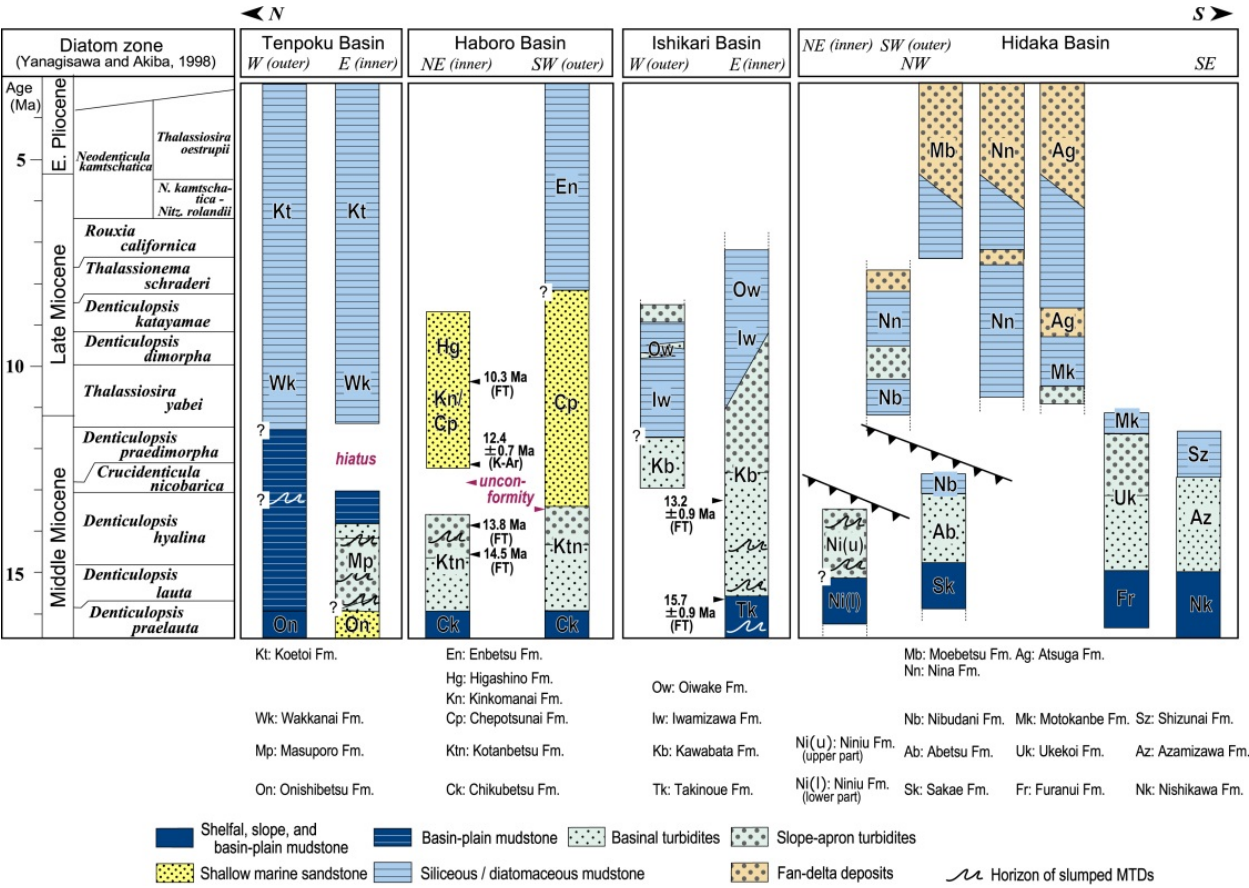 N
S
Diatom zone
(Yanagisawa and Akiba, 1998)
Tenpoku Basin
W (outer) E (inner)
Haboro Basin
NE (inner) SW (outer)
Ishikari Basin
W (outer) E (inner)
Hidaka Basin
NE (inner) SW (outer)
NW SE
Age
(Ma)
5
10
15
E. Pliocene
Late Miocene
Middle Miocene
Neodenticula
kamtschatica
Thalassiosira
oestrupii
N. kamtscha-
tica -
Nitz. rolandii
Rouxia
californica
Thalassionema
schraderi
Denticulopsis
katayamae
Denticulopsis
dimorpha
Thalassiosira
yabei
Denticulopsis
praedimorpha
Crucidenticula
nicobarica
Denticulopsis
hyalina
Denticulopsis
lauta
Denticulopsis
praelauta
Kt
Wk
?
?
On
Kt
Wk
hiatus
Mp
?
On
Hg
Kn/
Cp
Ktn
Ck
10.3 Ma
(FT)
12.4
±0.7 Ma
(K-Ar)
uncon-
formity
13.8 Ma
(FT)
14.5 Ma
(FT)
En
?
Cp
Ktn
Ck
Ow
Iw
?
Kb
13.2
±0.9 Ma
(FT)
15.7
±0.9 Ma
(FT)
Ow
Iw
Kb
Tk
Ni(u)
?
Ni(l)
Nn
Nb
Mb
Nb
Ab
Sk
Nn
Nn
Ag
Ag
Mk
Mk
Uk
Fr
Sz
Az
Nk
Kt: Koetoi Fm.
Wk: Wakkanai Fm.
Mp: Masuporo Fm.
On: Onishibetsu Fm.
En: Enbetsu Fm.
Hg: Higashino Fm.
Kn: Kinkomanai Fm.
Cp: Chepotsunai Fm.
Ktn: Kotanbetsu Fm.
Ck: Chikubetsu Fm.
Ow: Oiwake Fm.
Iw: Iwamizawa Fm.
Kb: Kawabata Fm.
Tk: Takinoue Fm.
Ni(u): Niniu Fm.
(upper part)
Ni(l): Niniu Fm.
(lower part)
Mb: Moebetsu Fm. Ag: Atsuga Fm.
Nn: Nina Fm.
Nb: Nibudani Fm. Mk: Motokanbe Fm. Sz: Shizunai Fm.
Ab: Abetsu Fm. Uk: Ukekoi Fm. Az: Azamizawa Fm.
Sk: Sakae Fm. Fr: Furanui Fm. Nk: Nishikawa Fm.
Shelfal, slope, and
basin-plain mudstone
Basin-plain mudstone
Basinal turbidites
Slope-apron turbidites
Shallow marine sandstone
Siliceous / diatomaceous mudstone
Fan-delta deposits
Horizon of slumped MTDs